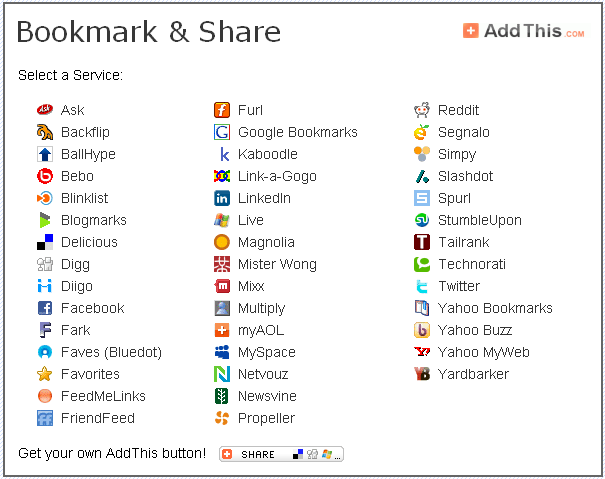 Bookmark & Share
AddThis.com
Select a Service:
Ask
Backflip
BallHype
Bebo
Blinklist
Blogmarks
Delicious
Digg
Diigo
Facebook
Fark
Faves (Bluedot)
Favorites
FeedMeLinks
FriendFeed
Furl
Google Bookmarks
Kaboodle
Link-a-Gogo
LinkedIn
Live
Magnolia
Mister Wong
Mixx
Multiply
myAOL
MySpace
Netvouz
Newsvine
Propeller
Reddit
Segnalo
Simpy
Slashdot
Spurl
StumbleUpon
Tailrank
Technorati
Twitter
Yahoo Bookmarks
Yahoo Buzz
Yahoo MyWeb
Yardbarker
Get your own AddThis button! SHARE ...